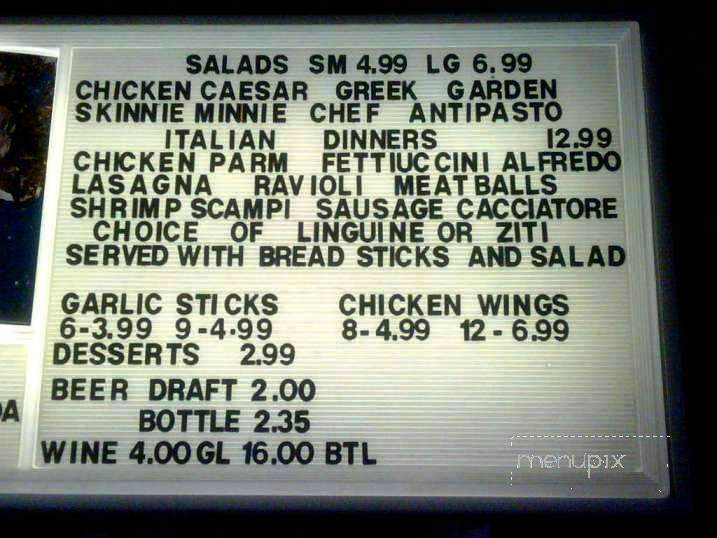 SALADS SM 4.99 LG 6.99
CHICKEN CAESAR GREEK GARDEN
SKINNIE MINNIE CHEF ANTIPASTO
ITALIAN DINNERS 12.99
CHICKEN PARM FETTIUCCINI ALFREDO
LASAGNA RAVIOLI MEATBALLS
SHRIMP SCAMPI SAUSAGE CACCIATORE
CHOICE OF LINGUINE OR ZITI
SERVED WITH BREAD STICKS AND SALAD
GARLIC STICKS CHICKEN WINGS
6-3.99 9-4.99 8-4.99 12-6.99
DESSERTS 2.99
BEER DRAFT 2.00
BOTTLE 2.35
WINE 4.00 GL 16.00 BTL
menupix